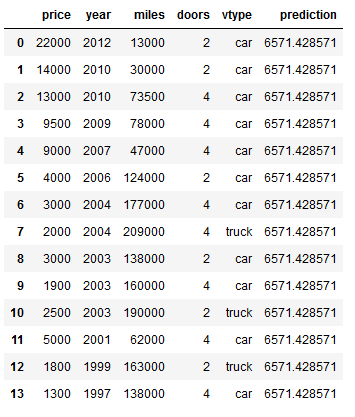 price year miles doors vtype prediction
0 22000 2012 13000 2 car 6571.428571
1 14000 2010 30000 2 car 6571.428571
2 13000 2010 73500 4 car 6571.428571
3 9500 2009 78000 4 car 6571.428571
4 9000 2007 47000 4 car 6571.428571
5 4000 2006 124000 2 car 6571.428571
6 3000 2004 177000 4 car 6571.428571
7 2000 2004 209000 4 truck 6571.428571
8 3000 2003 138000 2 car 6571.428571
9 1900 2003 160000 4 car 6571.428571
10 2500 2003 190000 2 truck 6571.428571
11 5000 2001 62000 4 car 6571.428571
12 1800 1999 163000 2 truck 6571.428571
13 1300 1997 138000 4 car 6571.428571